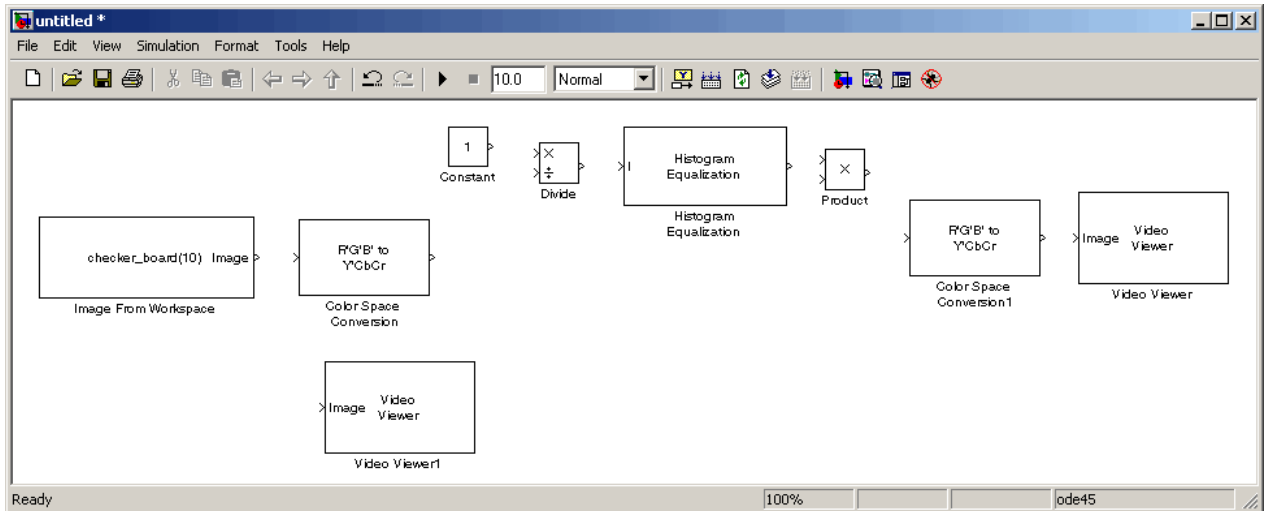 untitled *
File Edit View Simulation Format Tools Help
10.0 Normal
1
Constant
×
÷
Divide
I
Histogram
Equalization
Histogram
Equalization
×
Product
checker_board(10) Image
Image From Workspace
R'G'B' to
Y'CbCr
Color Space
Conversion
R'G'B' to
Y'CbCr
Color Space
Conversion1
Image Video
Viewer
Video Viewer
Image Video
Viewer
Video Viewer1
Ready 100% ode45